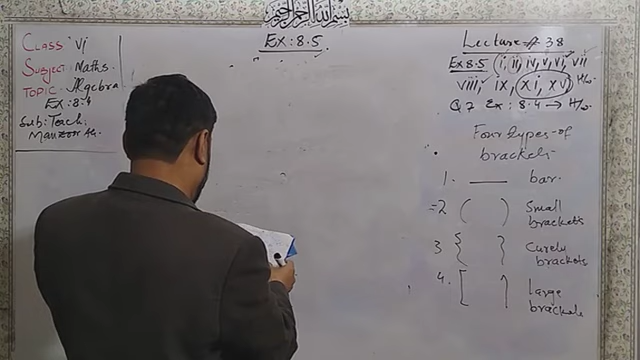 بسم الله الرحمن الرحيم
Ex: 8.5.
Class: VI
Subject: Maths.
Topic: Algebra
Ex: 8.4
Sub: Teach:
Manzoor Ah.
Lecture # 38
Ex 8.5 i, ii, iv, v, vi, vii
viii, ix, x, xi, xv H/w.
Q 7 Ex: 8.4 → H/w.
Four types of
brackets
1. — bar.
=2 ( ) Small
brackets
3 { } Curely
brackets
4. [ ] Large
brackets